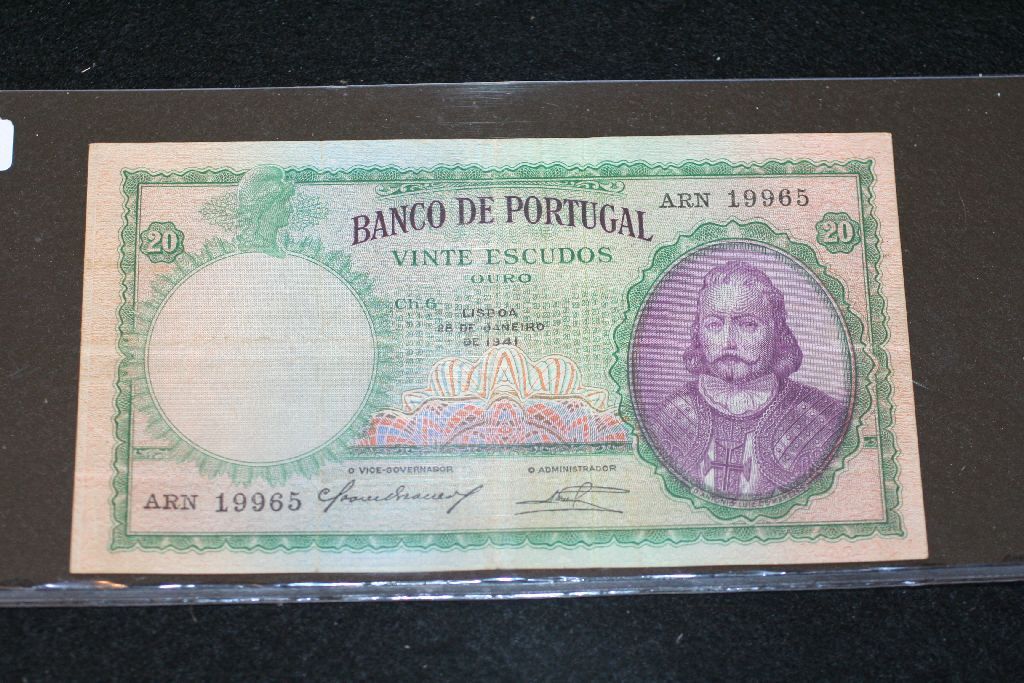 BANCO DE PORTUGAL
ARN 19965
20
20
VINTE ESCUDOS
OURO
Ch 6
LISBOA
28 DE JANEIRO
DE 1941
O VICE-GOVERNADOR
O ADMINISTRADOR
ARN 19965